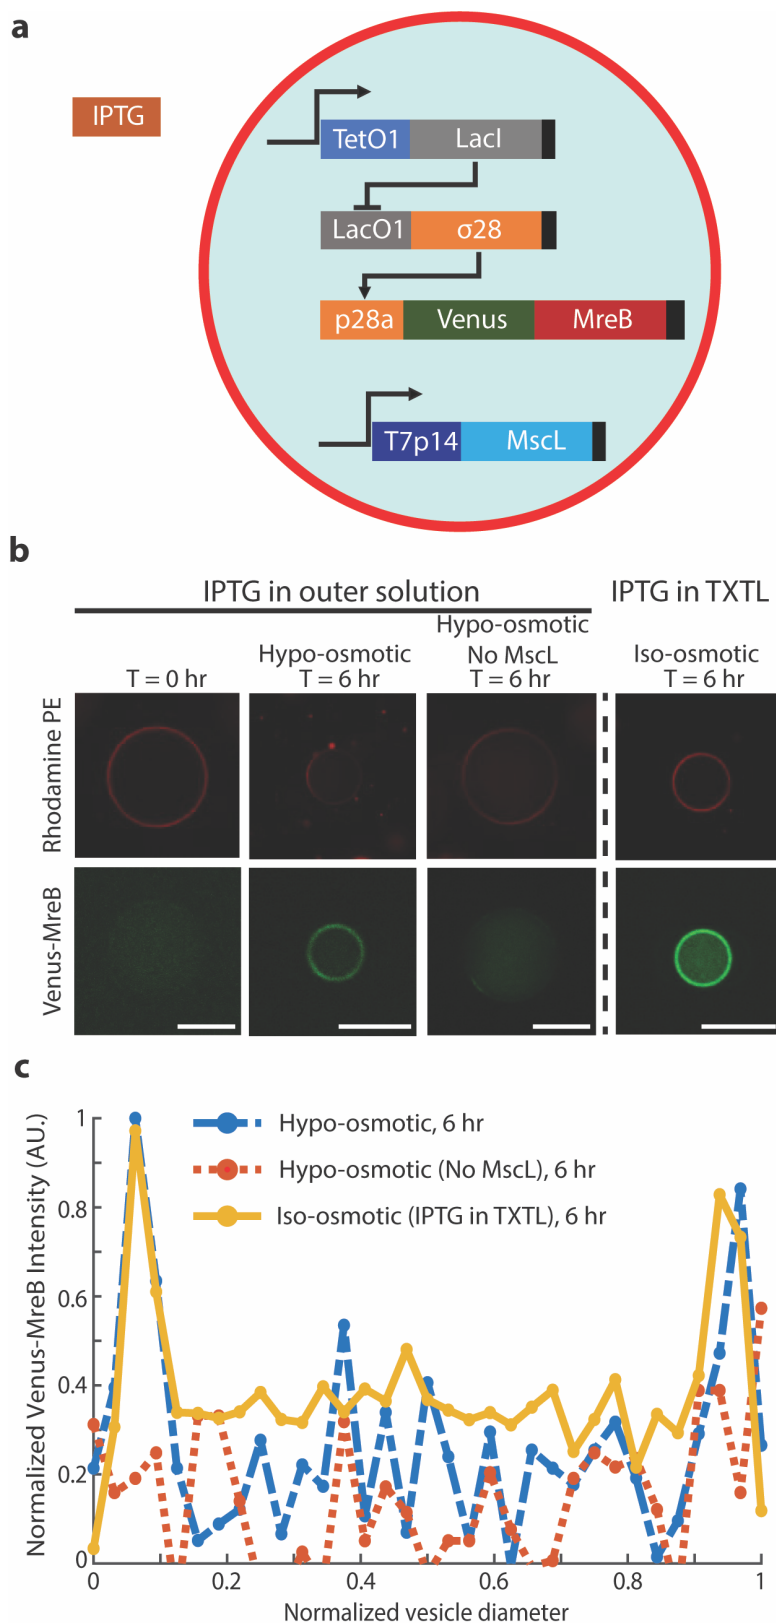 a
IPTG
TetO1 LacI
LacO1 σ28
p28a Venus MreB
T7p14 MscL
b
IPTG in outer solution IPTG in TXTL
T = 0 hr
Hypo-osmotic
T = 6 hr
Hypo-osmotic
No MscL
T = 6 hr
Iso-osmotic
T = 6 hr
Rhodamine PE
Venus-MreB
c
Hypo-osmotic, 6 hr
Hypo-osmotic (No MscL), 6 hr
Iso-osmotic (IPTG in TXTL), 6 hr
Normalized Venus-MreB Intensity (AU.)
1
0.8
0.6
0.4
0.2
0
0 0.2 0.4 0.6 0.8 1
Normalized vesicle diameter